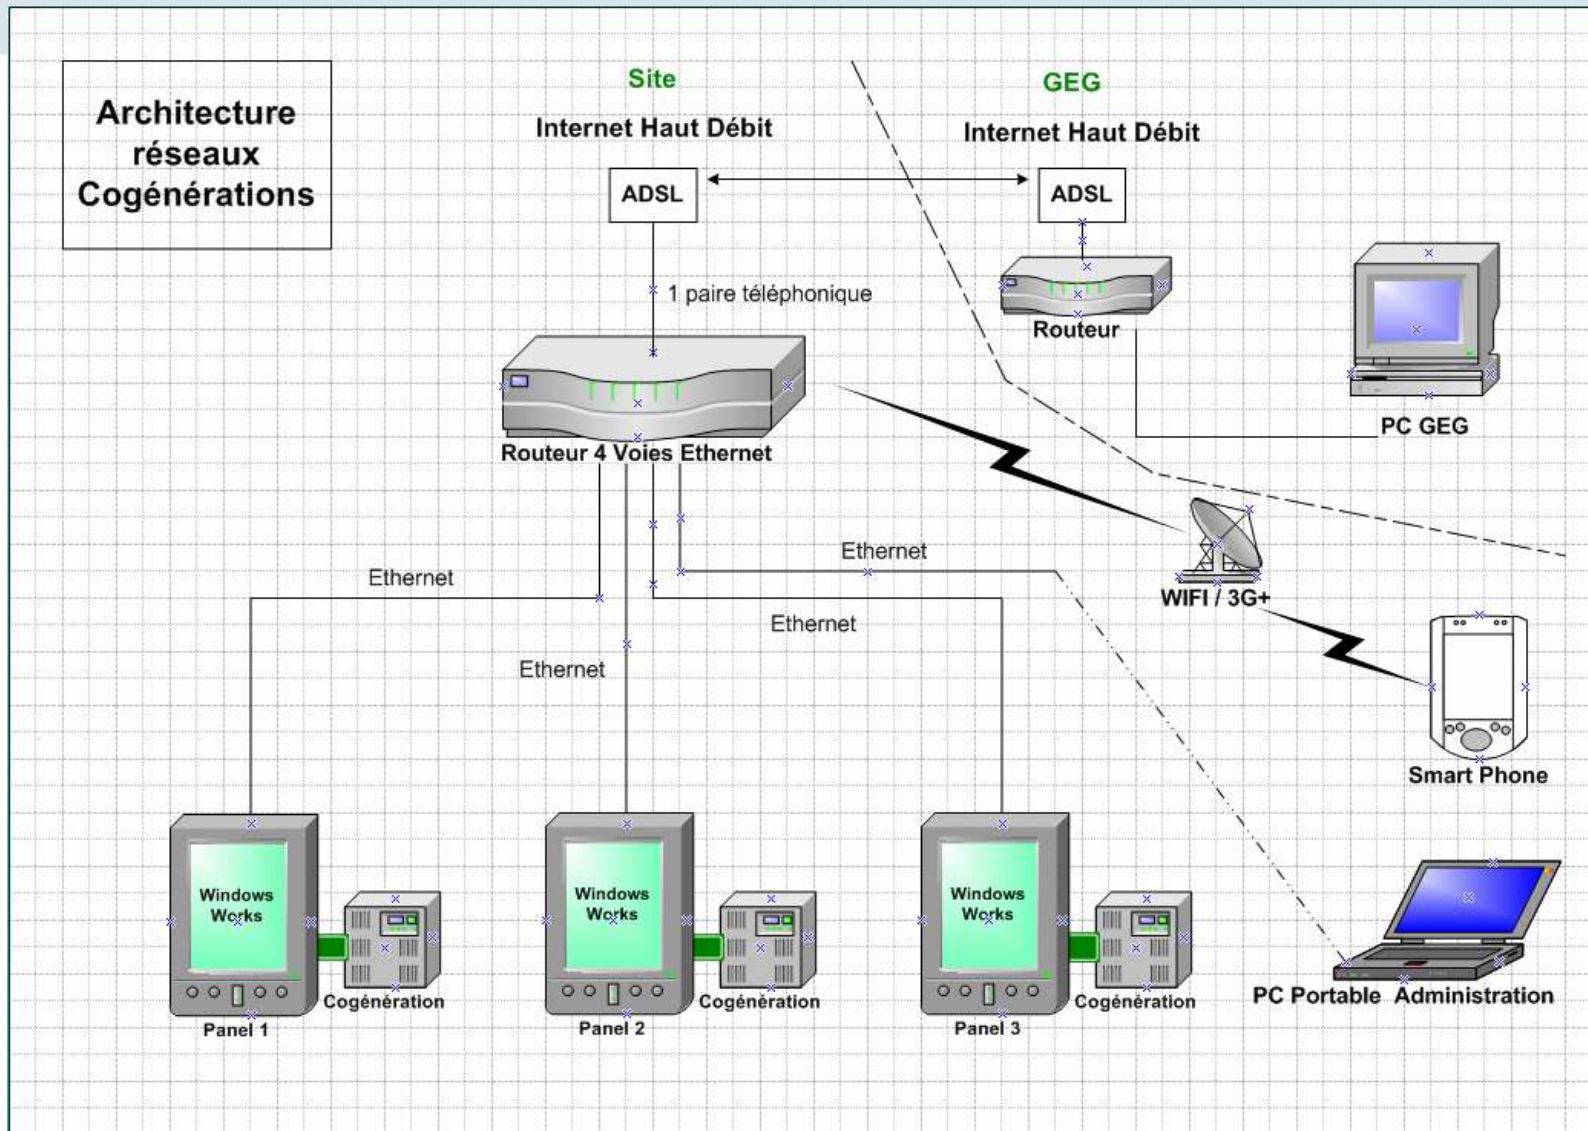 Architecture
réseaux
Cogénérations
Site
Internet Haut Débit
ADSL
1 paire téléphonique
GEG
Internet Haut Débit
ADSL
Routeur
PC GEG
Routeur 4 Voies Ethernet
Ethernet
Ethernet
Ethernet
Ethernet
WIFI / 3G+
Smart Phone
Windows
Works
Cogénération
Panel 1
Windows
Works
Cogénération
Panel 2
Windows
Works
Cogénération
Panel 3
PC Portable Administration